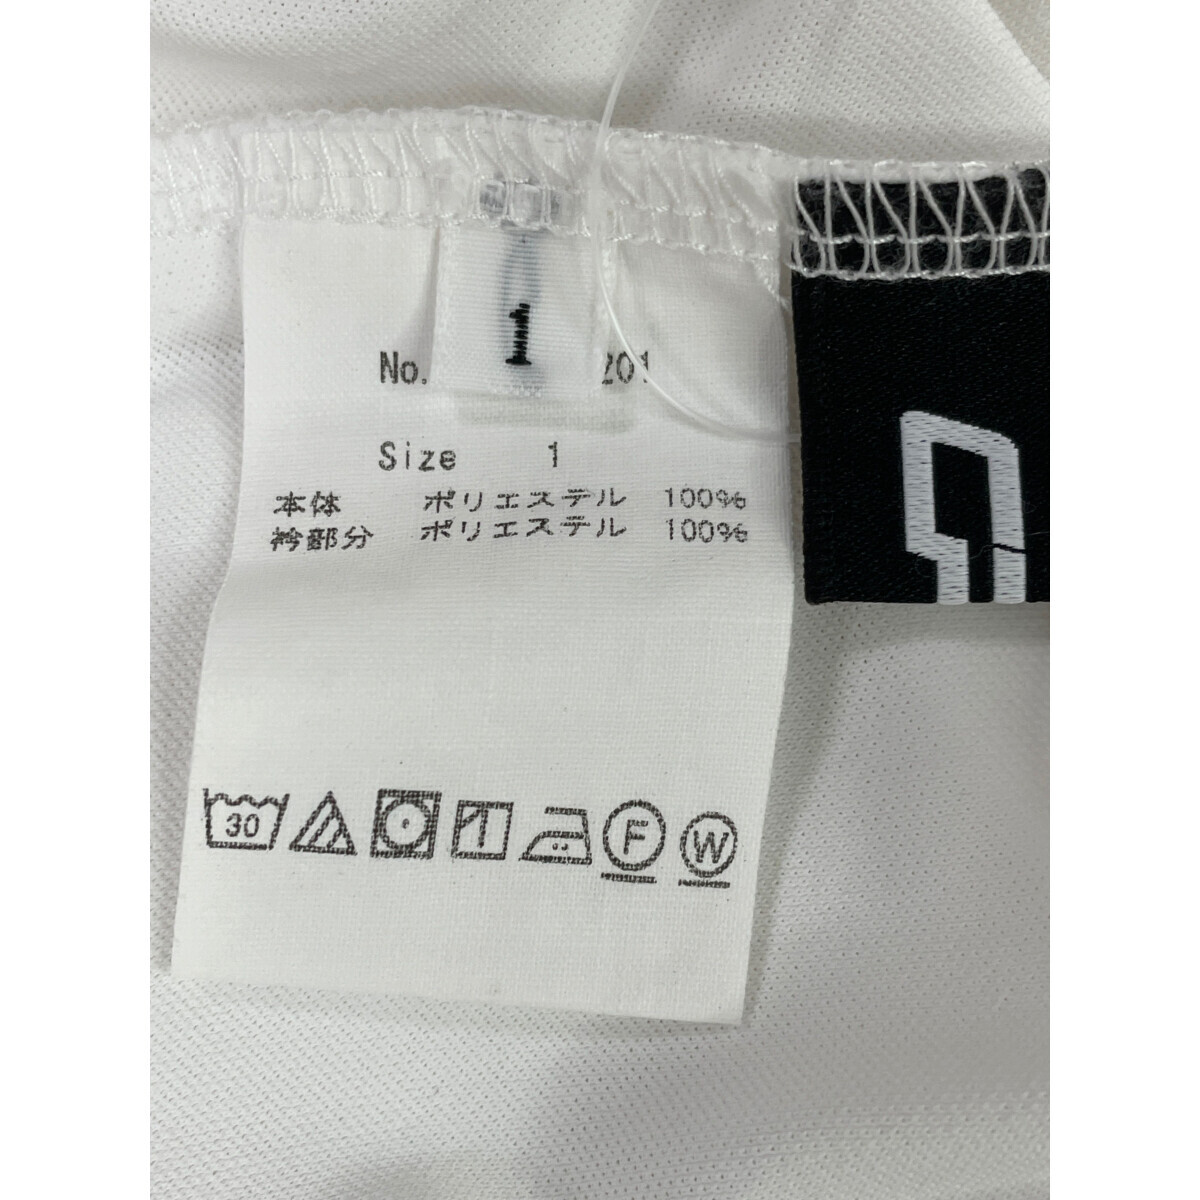 1
No. 201
Size 1
本体 ポリエステル 100%
衿部分 ポリエステル 100%
30 F W